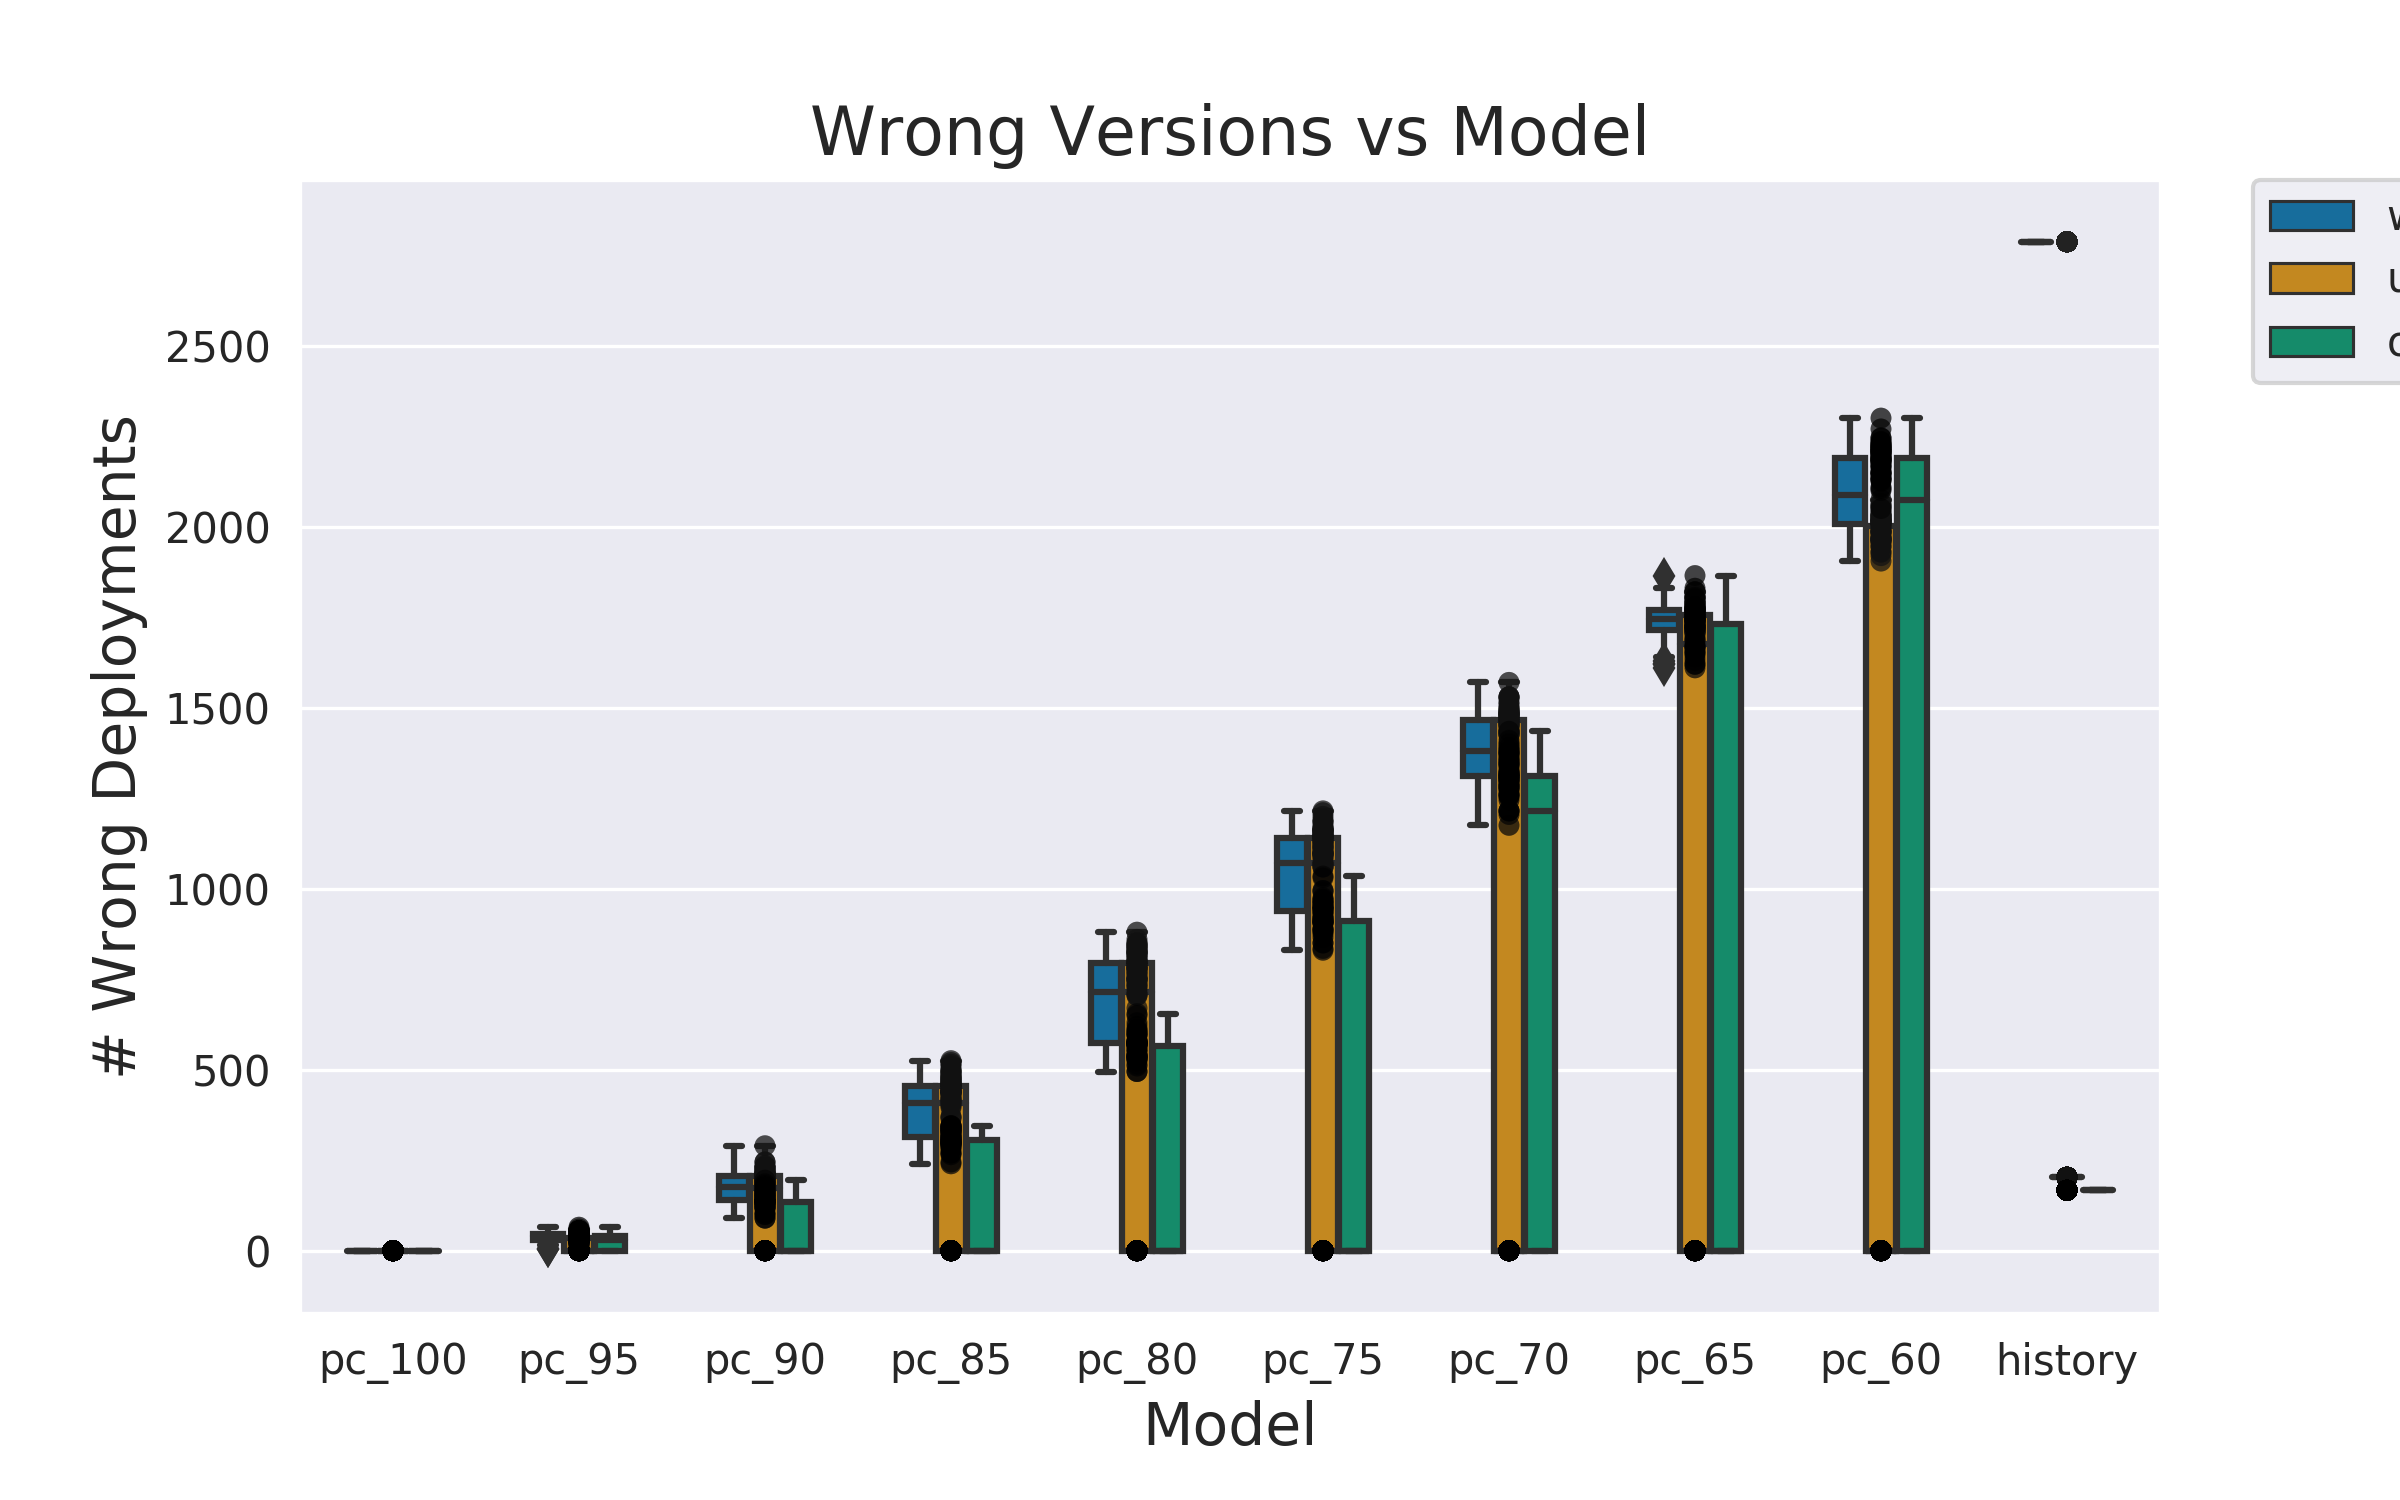 Wrong Versions vs Model
# Wrong Deployments
2500
2000
1500
1000
500
0
pc_100 pc_95 pc_90 pc_85 pc_80 pc_75 pc_70 pc_65 pc_60 history
Model